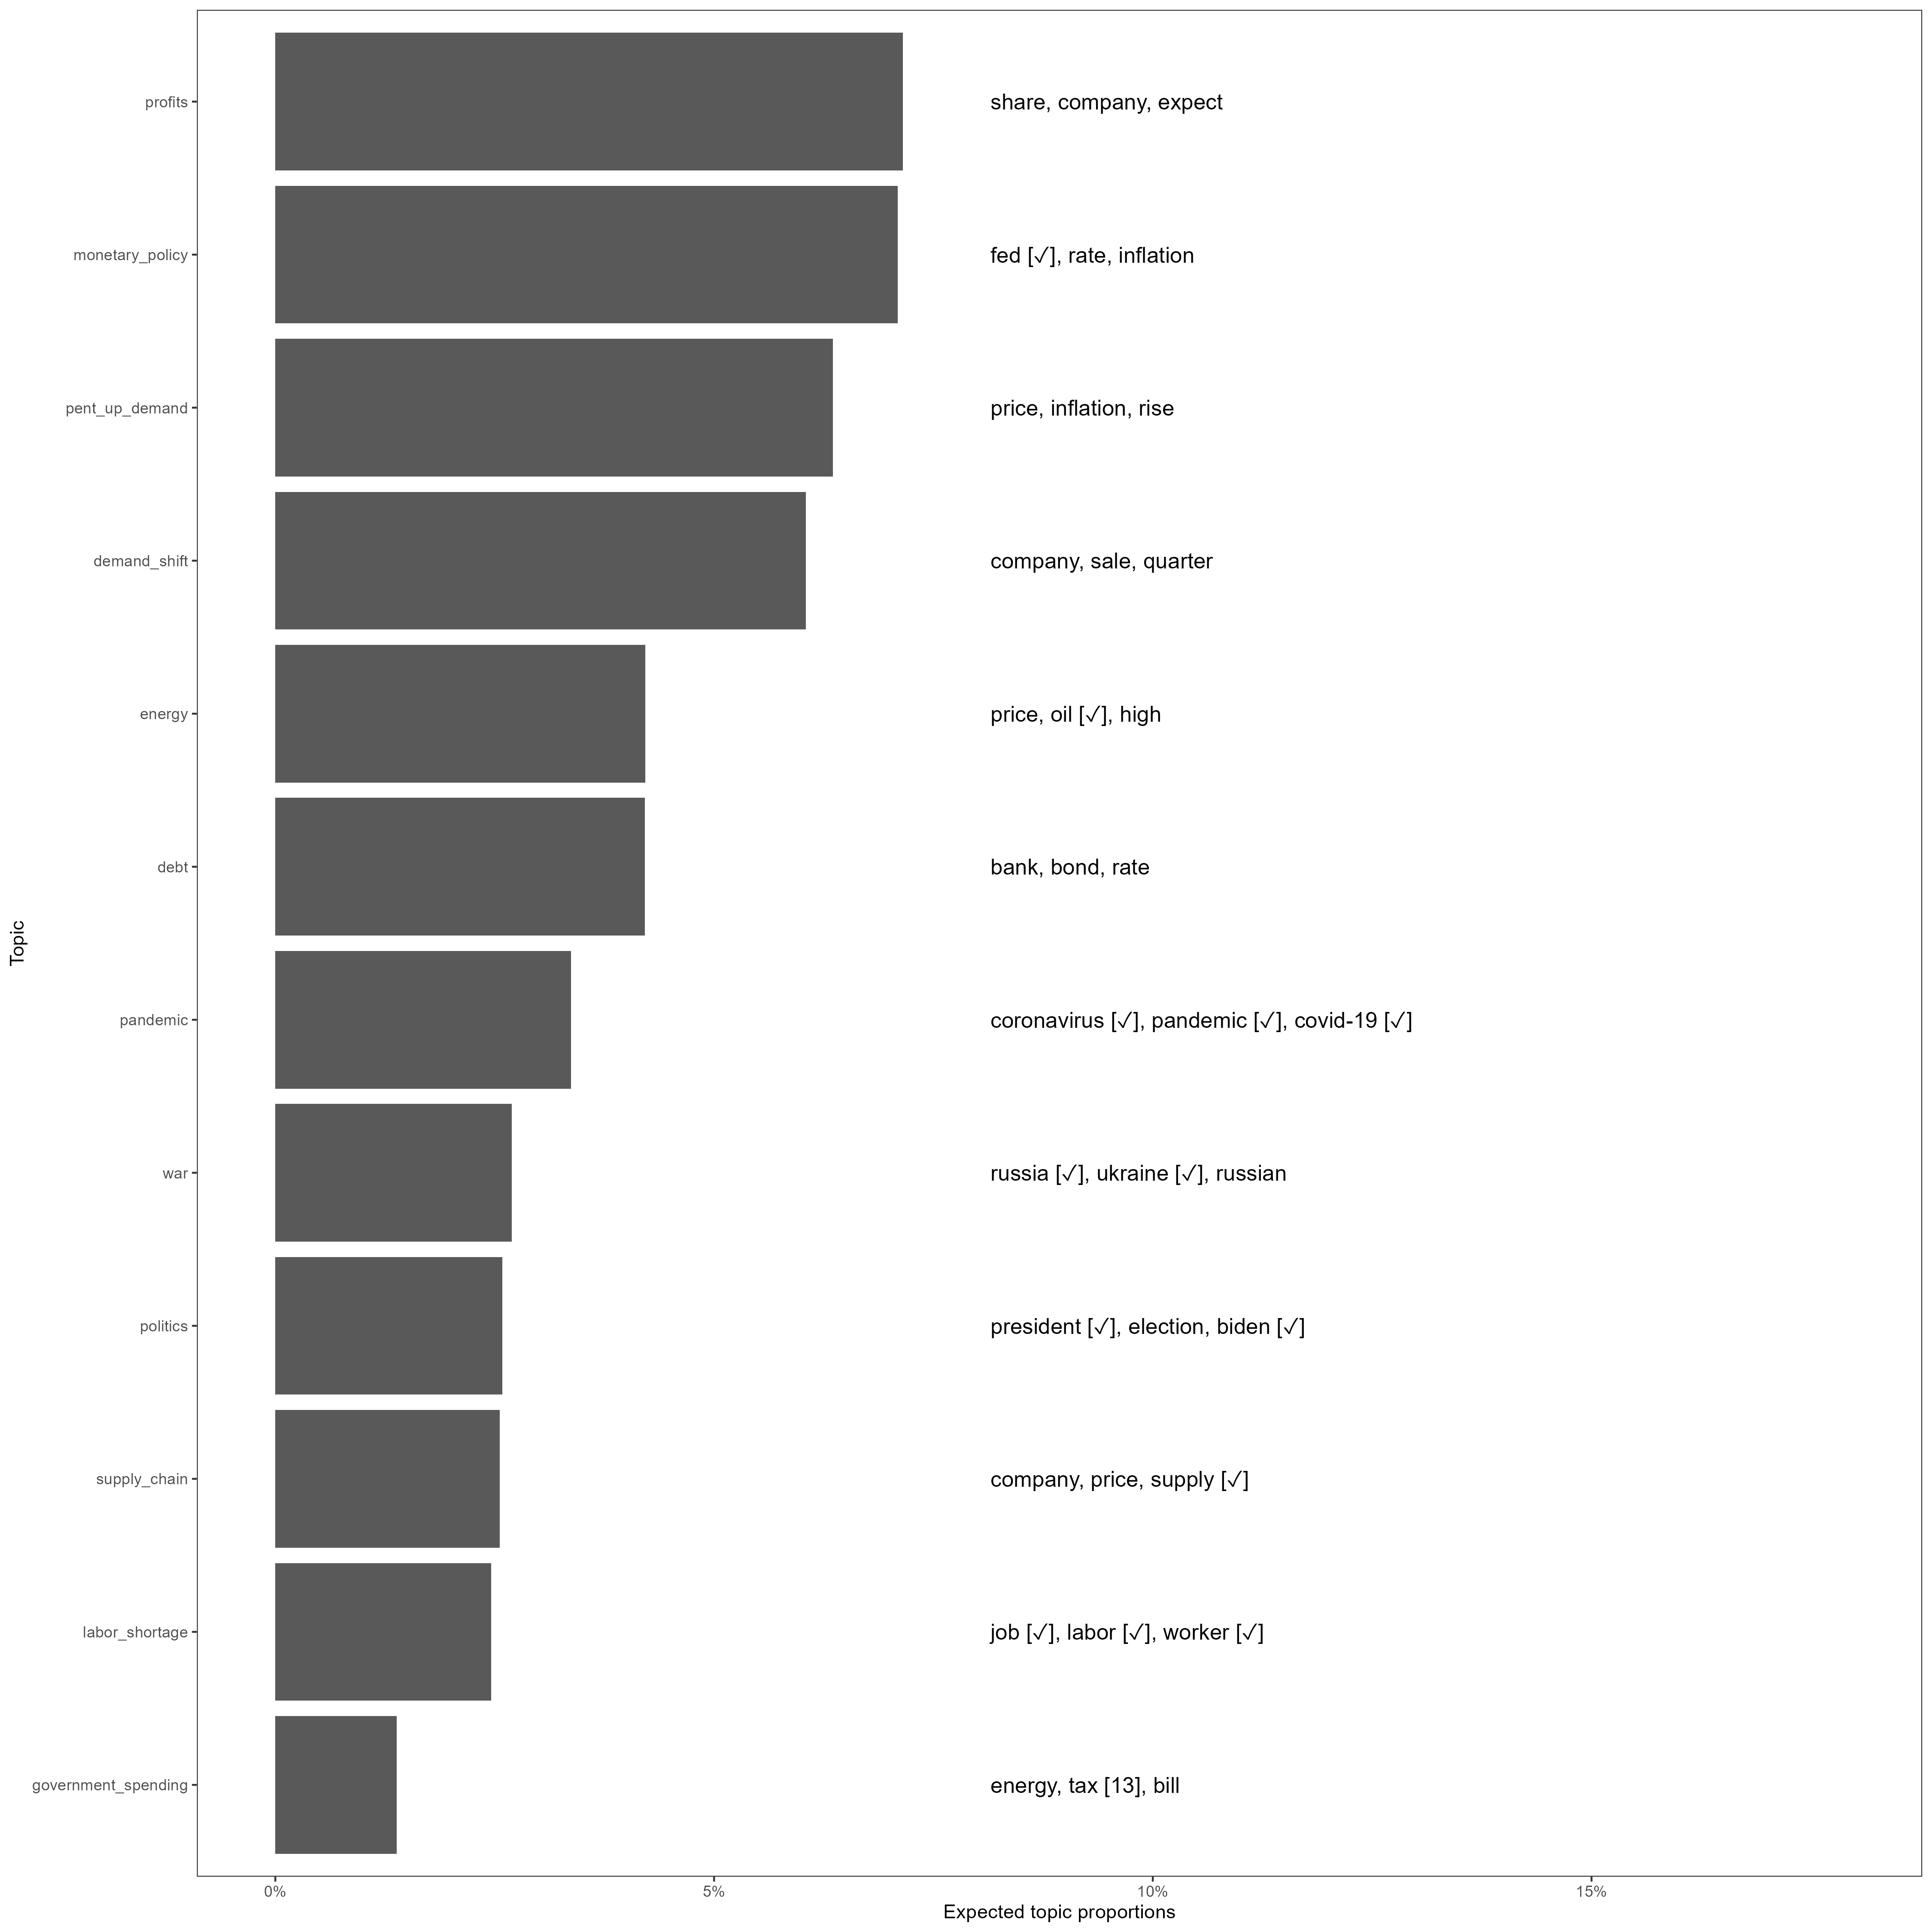 profits
share, company, expect
monetary_policy
fed [✓], rate, inflation
pent_up_demand
price, inflation, rise
demand_shift
company, sale, quarter
energy
price, oil [✓], high
debt
bank, bond, rate
pandemic
coronavirus [✓], pandemic [✓], covid-19 [✓]
war
russia [✓], ukraine [✓], russian
politics
president [✓], election, biden [✓]
supply_chain
company, price, supply [✓]
labor_shortage
job [✓], labor [✓], worker [✓]
government_spending
energy, tax [13], bill
Topic
0% 5% 10% 15%
Expected topic proportions